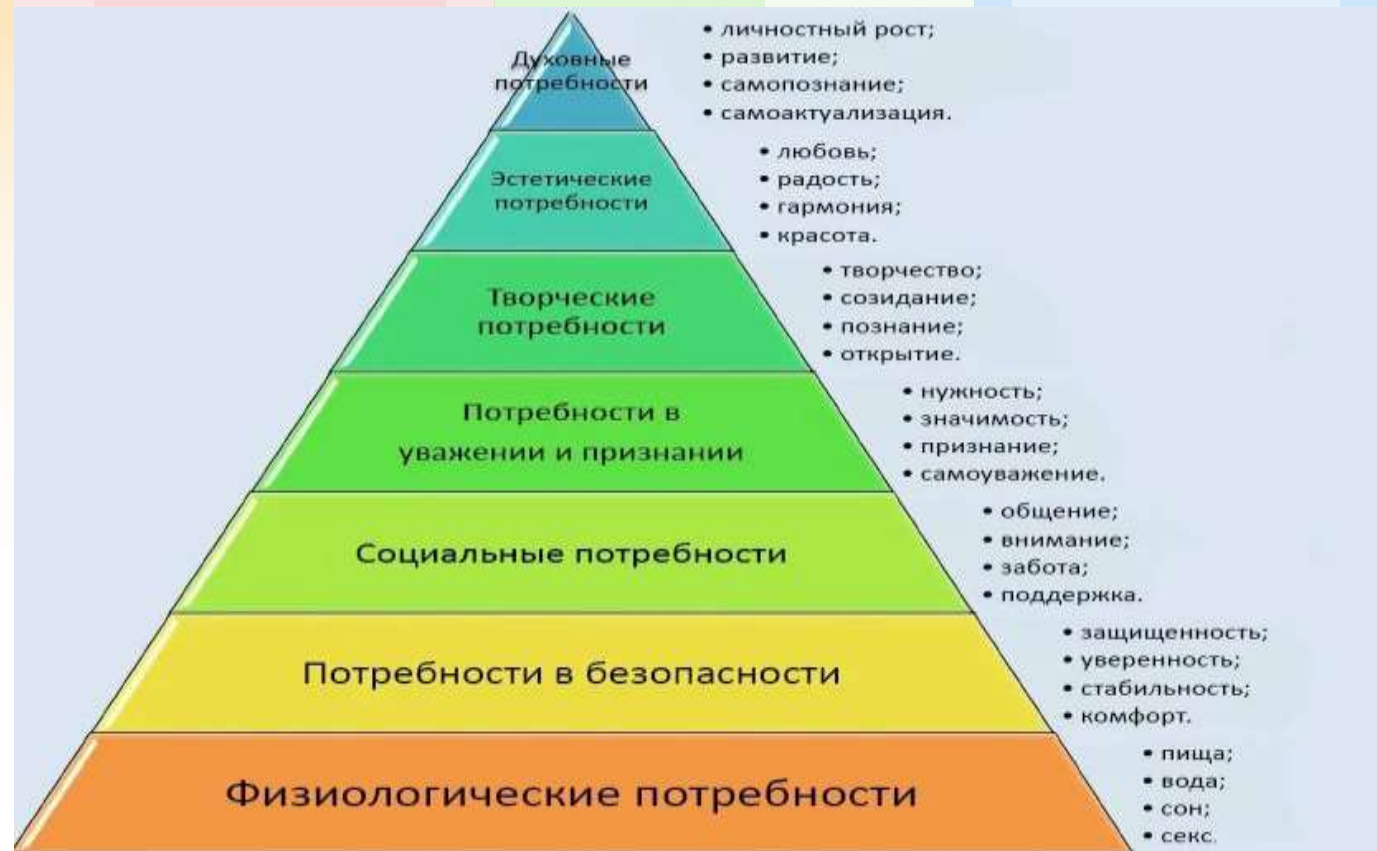 Духовные
потребности
• личностный рост;
• развитие;
• самопознание;
• самоактуализация.
Эстетические
потребности
• любовь;
• радость;
• гармония;
• красота.
Творческие
потребности
• творчество;
• созидание;
• познание;
• открытие.
Потребности в
уважении и признании
• нужность;
• значимость;
• признание;
• самоуважение.
Социальные потребности
• общение;
• внимание;
• забота;
• поддержка.
Потребности в безопасности
• защищенность;
• уверенность;
• стабильность;
• комфорт.
Физиологические потребности
• пища;
• вода;
• сон;
• секс.